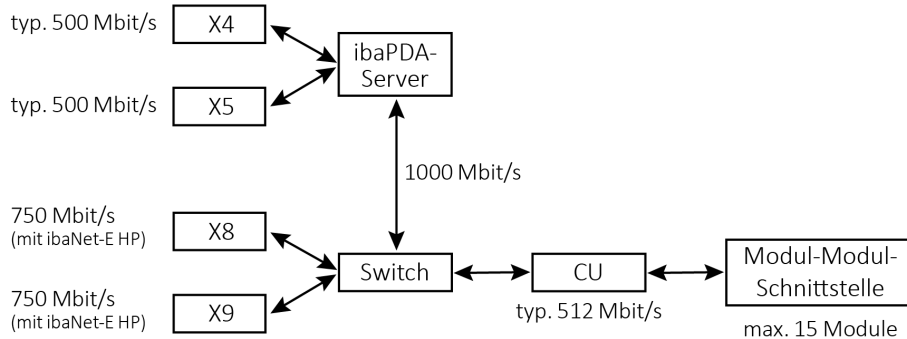 typ. 500 Mbit/s
X4
ibaPDA-
Server
typ. 500 Mbit/s
X5
1000 Mbit/s
750 Mbit/s
(mit ibaNet-E HP)
X8
Switch
CU
Modul-Modul-
Schnittstelle
750 Mbit/s
(mit ibaNet-E HP)
X9
typ. 512 Mbit/s
max. 15 Module